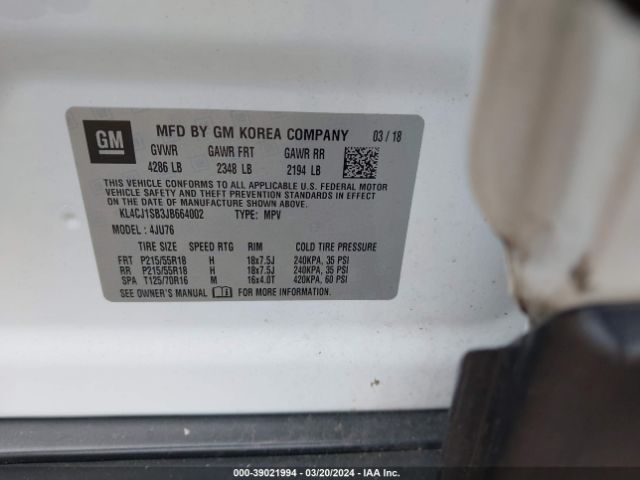 GM
MFD BY GM KOREA COMPANY 03 / 18
GVWR GAWR FRT GAWR RR
4286 LB 2348 LB 2194 LB
THIS VEHICLE CONFORMS TO ALL APPLICABLE U.S. FEDERAL MOTOR
VEHICLE SAFETY AND THEFT PREVENTION STANDARDS IN EFFECT
ON THE DATE OF MANUFACTURE SHOWN ABOVE.
KL4CJ1SB3JB664002 TYPE: MPV
MODEL : 4JU76
TIRE SIZE SPEED RTG RIM COLD TIRE PRESSURE
FRT P215/55R18 H 18x7.5J 240KPA, 35 PSI
RR P215/55R18 H 18x7.5J 240KPA, 35 PSI
SPA T125/70R16 M 16x4.0T 420KPA, 60 PSI
SEE OWNER'S MANUAL FOR MORE INFORMATION.
000-39021994 — 03/20/2024 — IAA Inc.